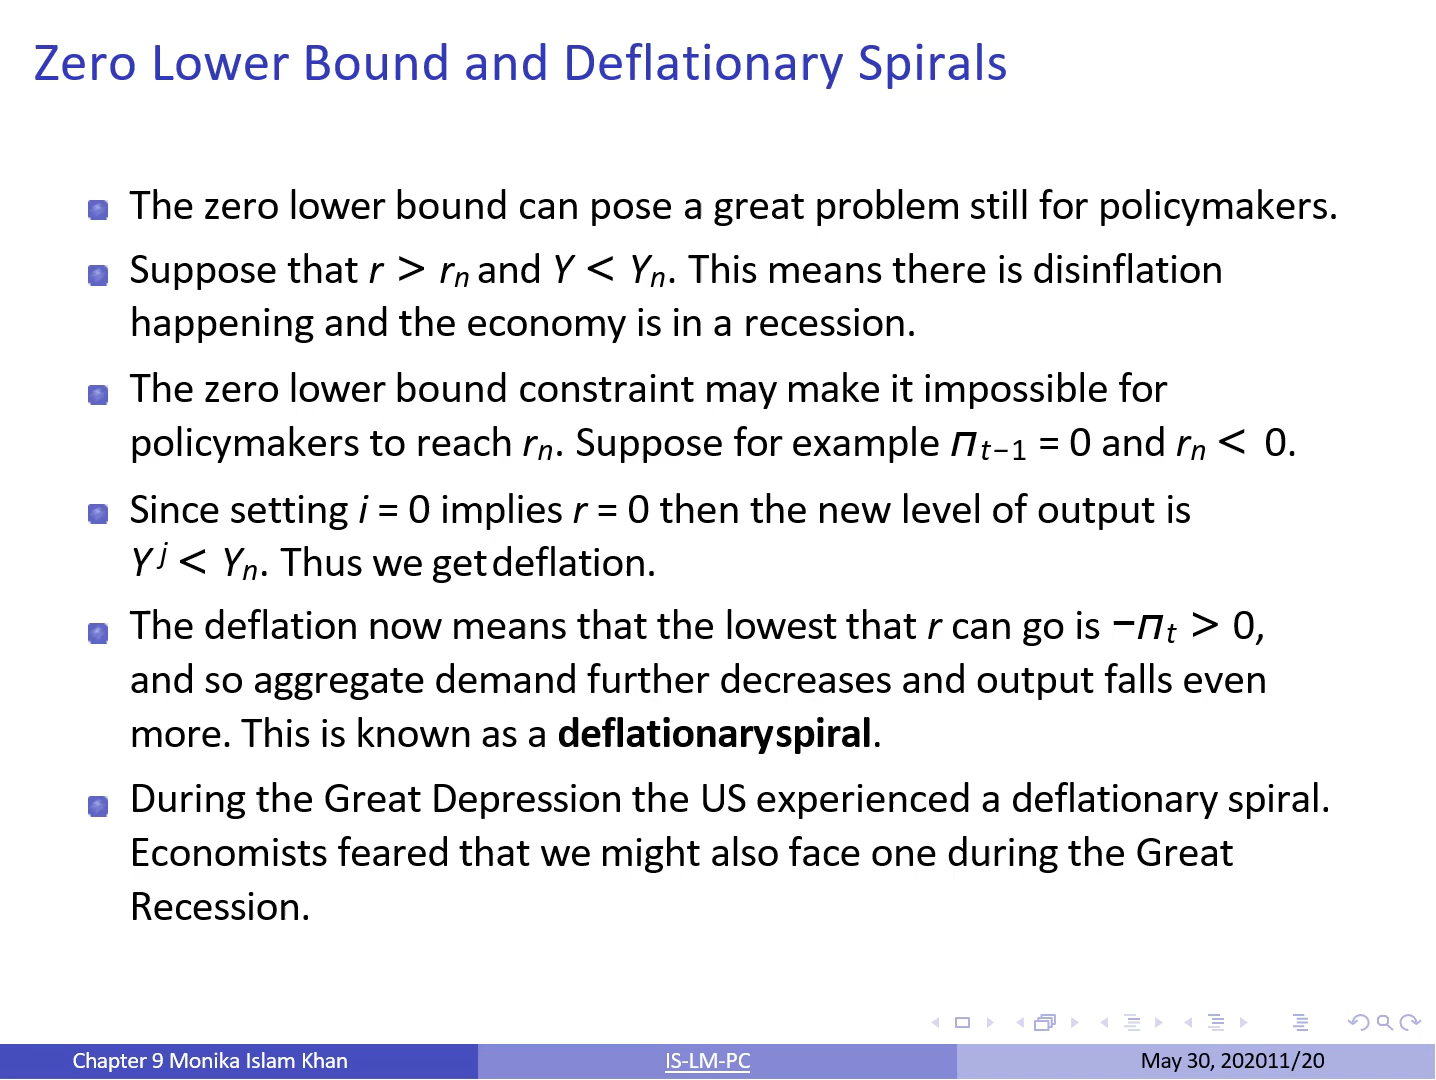 Zero Lower Bound and Deflationary Spirals
The zero lower bound can pose a great problem still for policymakers.
Suppose that r > rn and Y < Yn. This means there is disinflation
happening and the economy is in a recession.
The zero lower bound constraint may make it impossible for
policymakers to reach rn. Suppose for example πt−1 = 0 and rn < 0.
Since setting i = 0 implies r = 0 then the new level of output is
Y j < Yn. Thus we get deflation.
The deflation now means that the lowest that r can go is −πt > 0,
and so aggregate demand further decreases and output falls even
more. This is known as a deflationaryspiral.
During the Great Depression the US experienced a deflationary spiral.
Economists feared that we might also face one during the Great
Recession.
Chapter 9 Monika Islam Khan
IS-LM-PC
May 30, 202011/20